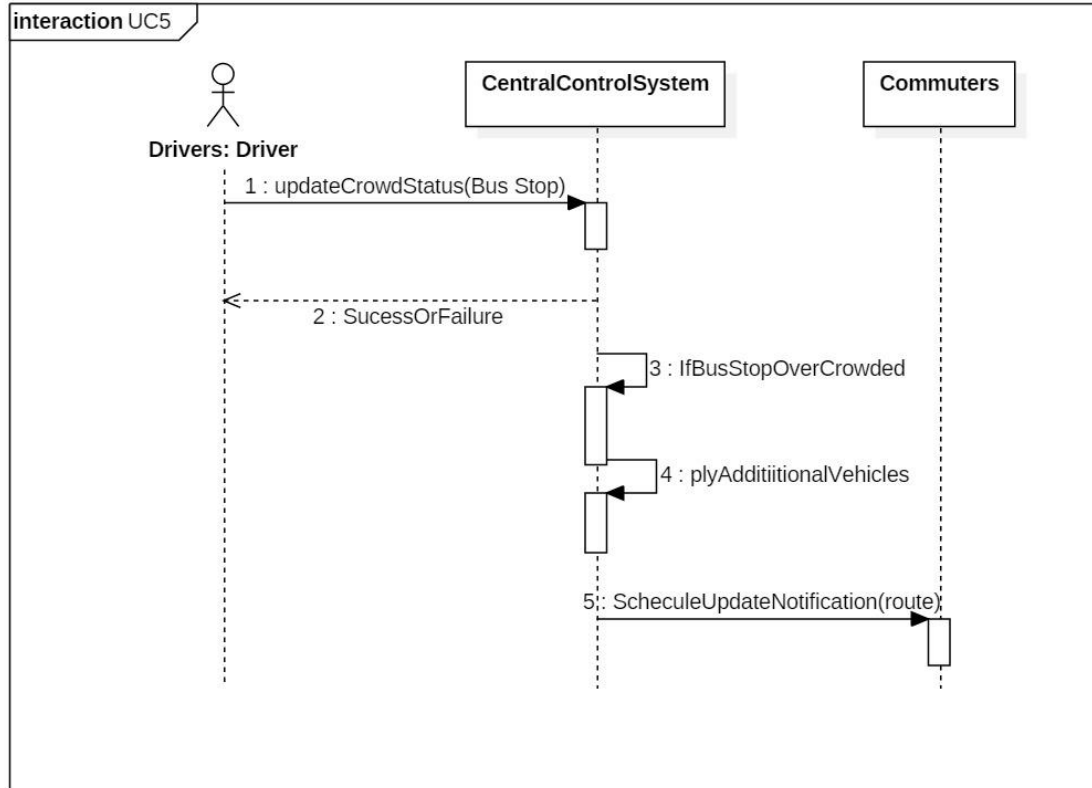 interaction UC5
CentralControlSystem
Commuters
Drivers: Driver
1 : updateCrowdStatus(Bus Stop)
2 : SucessOrFailure
3 : IfBusStopOverCrowded
4 : plyAdditiitionalVehicles
5 : ScheculeUpdateNotification(route)